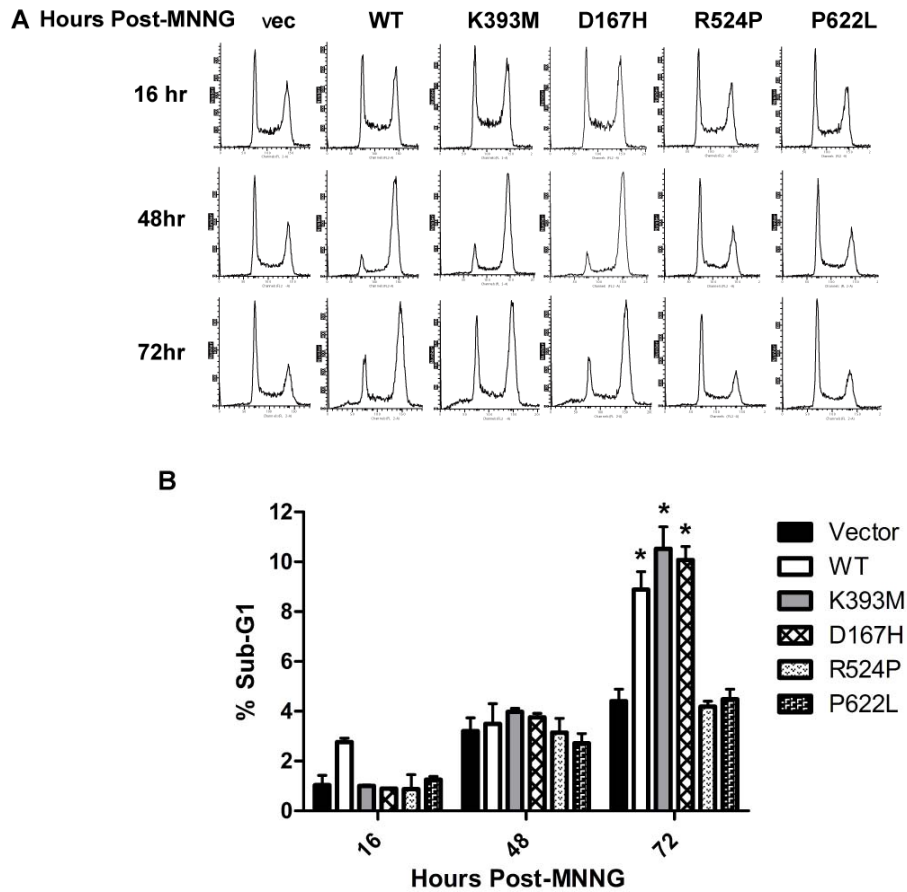 A Hours Post-MNNG vec WT K393M D167H R524P P622L
16 hr
48hr
72hr
B
12
10
8
6
4
2
0
% Sub-G1
* * *
16 48 72
Hours Post-MNNG
Vector
WT
K393M
D167H
R524P
P622L